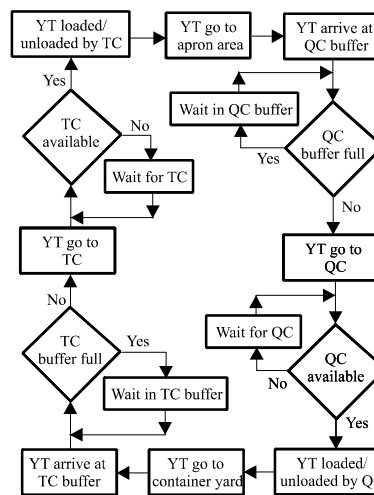 YT loaded/
unloaded by TC
YT go to
apron area
YT arrive at
QC buffer
Yes
Wait in QC buffer
TC
available
No
QC
buffer full
Yes
Wait for TC
No
YT go to
TC
YT go to
QC
No
Wait for QC
TC
buffer full
Yes
QC
available
No
Wait in TC buffer
Yes
YT arrive at
TC buffer
YT go to
container yard
YT loaded/
unloaded by Q